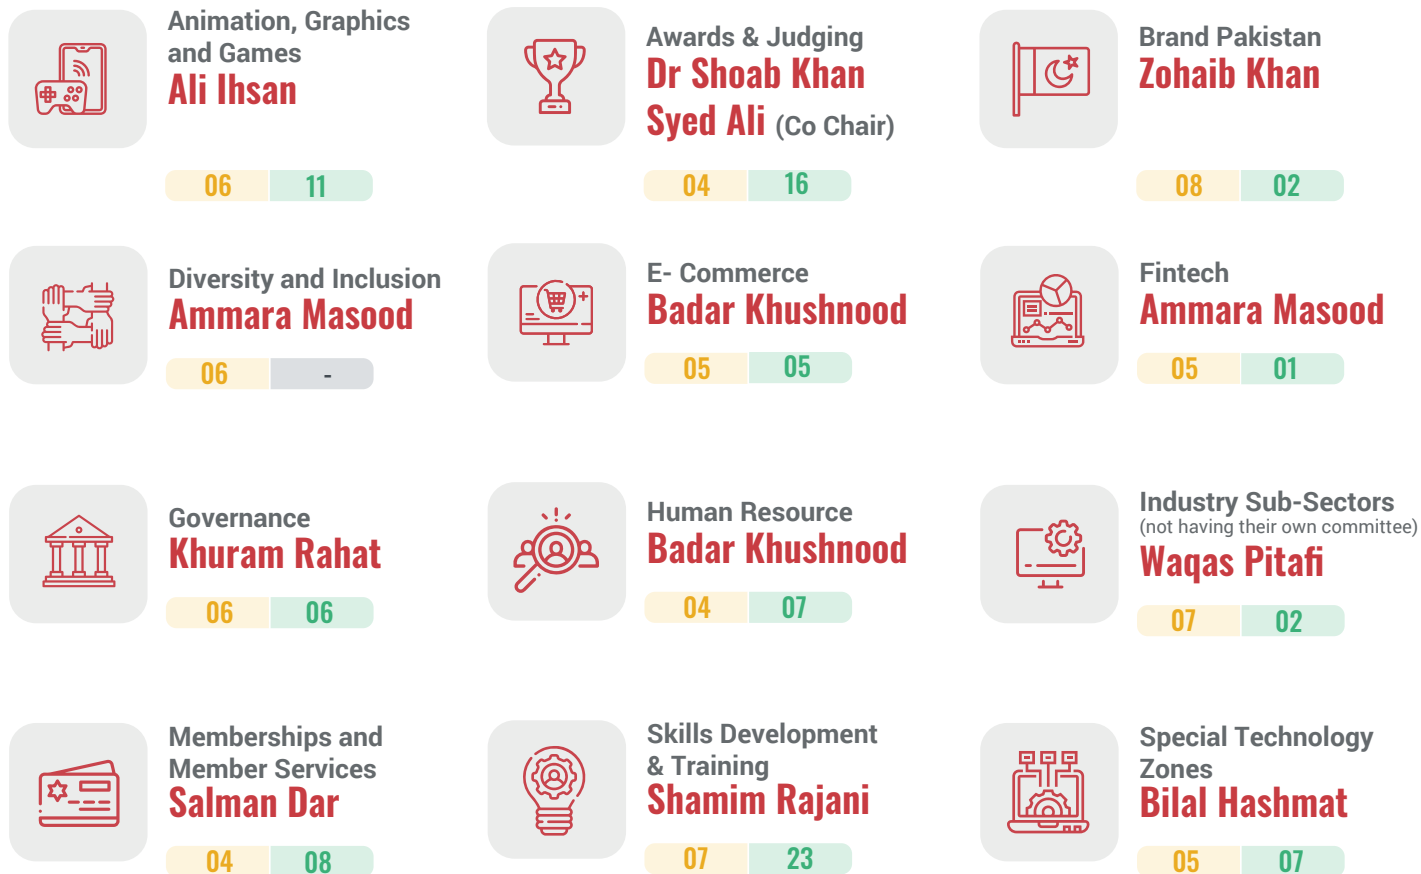 Animation, Graphics
and Games
Ali Ihsan
06 11
Awards & Judging
Dr Shoab Khan
Syed Ali (Co Chair)
04 16
Brand Pakistan
Zohaib Khan
08 02
Diversity and Inclusion
Ammara Masood
06 -
E- Commerce
Badar Khushnood
05 05
Fintech
Ammara Masood
05 01
Governance
Khuram Rahat
06 06
Human Resource
Badar Khushnood
04 07
Industry Sub-Sectors
(not having their own committee)
Waqas Pitafi
07 02
Memberships and
Member Services
Salman Dar
04 08
Skills Development
& Training
Shamim Rajani
07 23
Special Technology
Zones
Bilal Hashmat
05 07